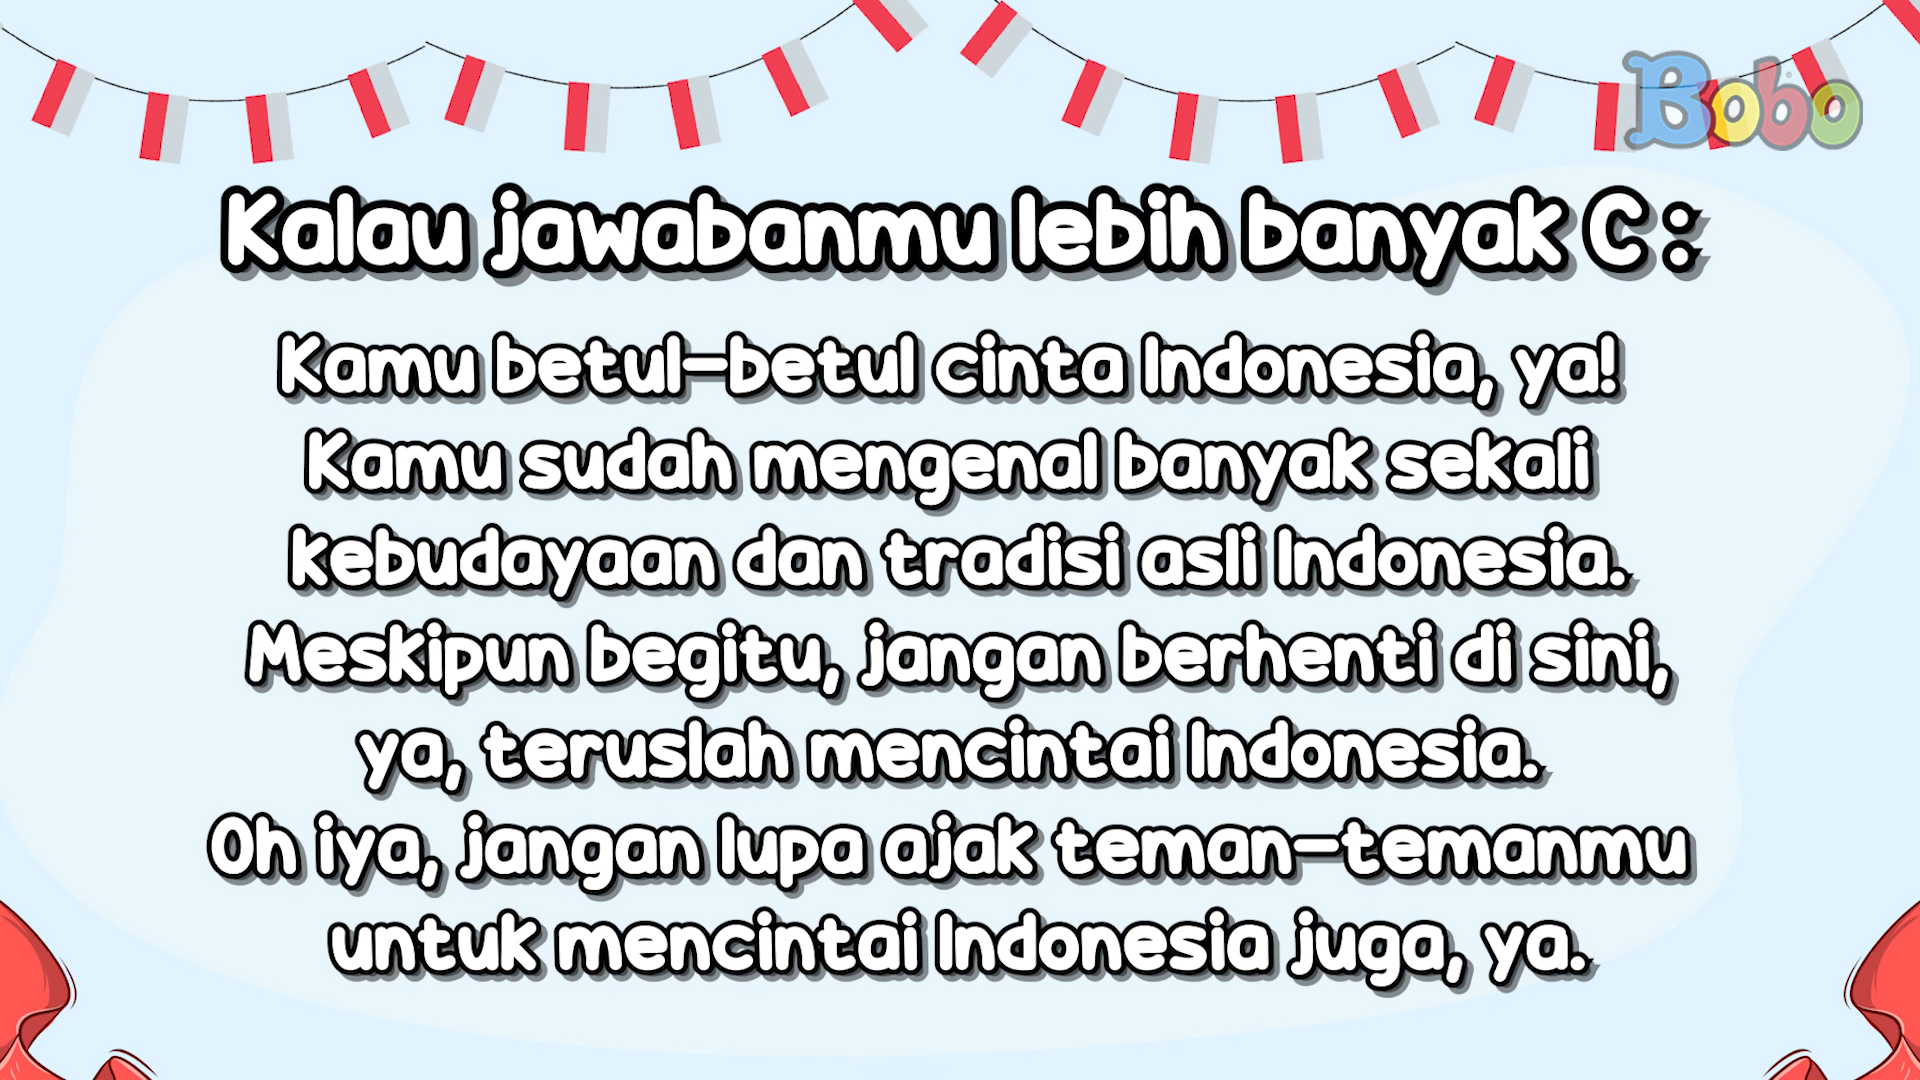 Bobo
Kalau jawabanmu lebih banyak C :
Kamu betul-betul cinta Indonesia, ya!
Kamu sudah mengenal banyak sekali
kebudayaan dan tradisi asli Indonesia.
Meskipun begitu, jangan berhenti di sini,
ya, teruslah mencintai Indonesia.
Oh iya, jangan lupa ajak teman-temanmu
untuk mencintai Indonesia juga, ya.